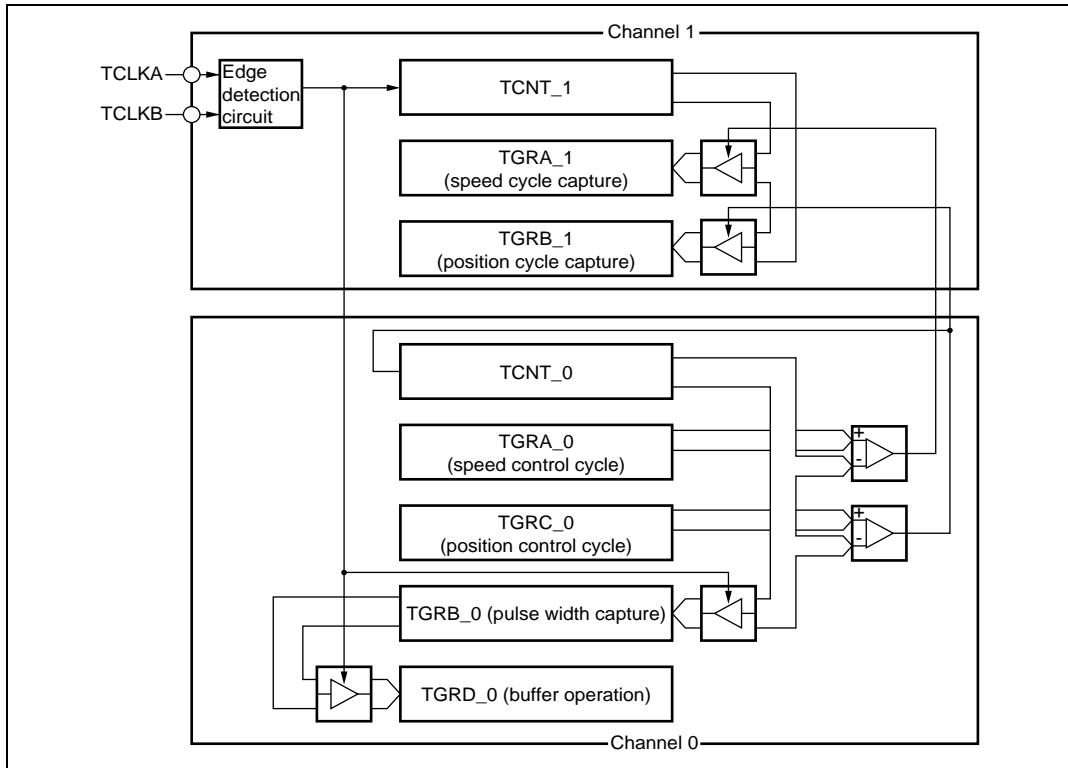 Channel 1
TCLKA
TCLKB
Edge
detection
circuit
TCNT_1
TGRA_1
(speed cycle capture)
TGRB_1
(position cycle capture)
TCNT_0
TGRA_0
(speed control cycle)
+
-
TGRC_0
(position control cycle)
+
-
TGRB_0 (pulse width capture)
TGRD_0 (buffer operation)
Channel 0